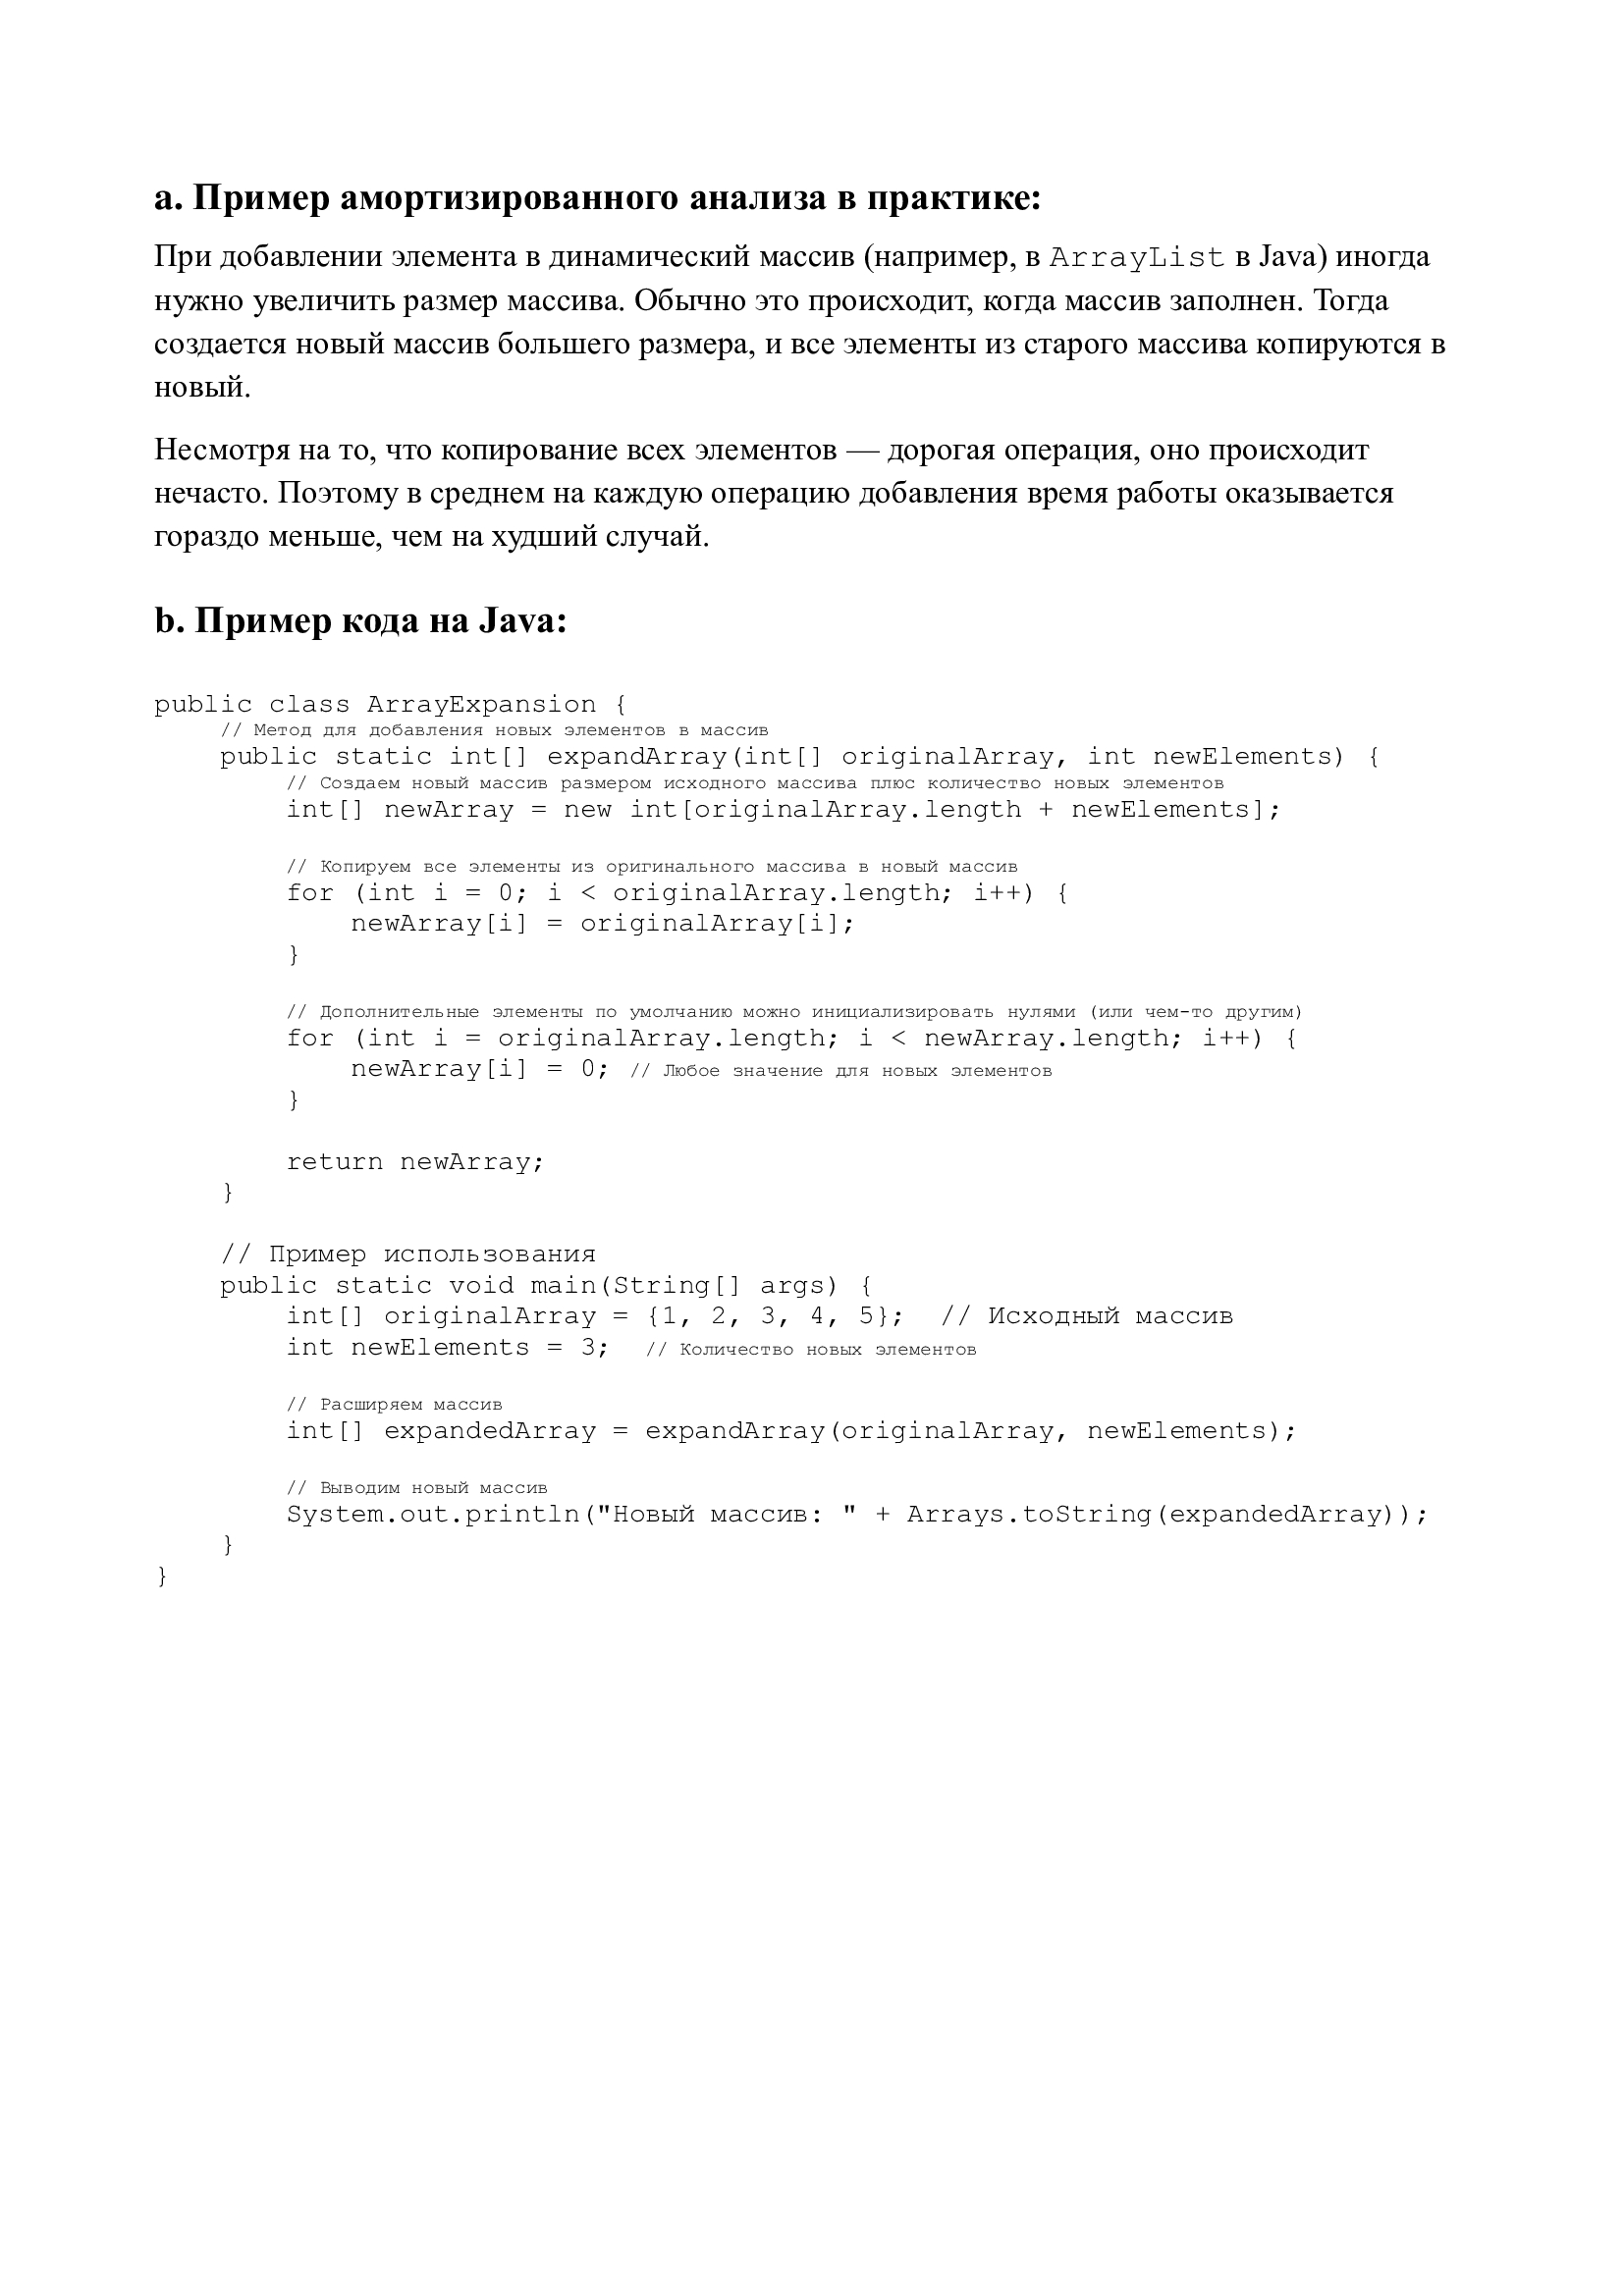 a. Пример амортизированного анализа в практике:
При добавлении элемента в динамический массив (например, в ArrayList в Java) иногда
нужно увеличить размер массива. Обычно это происходит, когда массив заполнен. Тогда
создается новый массив большего размера, и все элементы из старого массива копируются в
новый.
Несмотря на то, что копирование всех элементов — дорогая операция, оно происходит
нечасто. Поэтому в среднем на каждую операцию добавления время работы оказывается
гораздо меньше, чем на худший случай.
b. Пример кода на Java:
public class ArrayExpansion {
    // Метод для добавления новых элементов в массив
    public static int[] expandArray(int[] originalArray, int newElements) {
        // Создаем новый массив размером исходного массива плюс количество новых элементов
        int[] newArray = new int[originalArray.length + newElements];
        // Копируем все элементы из оригинального массива в новый массив
        for (int i = 0; i < originalArray.length; i++) {
            newArray[i] = originalArray[i];
        }
        // Дополнительные элементы по умолчанию можно инициализировать нулями (или чем-то другим)
        for (int i = originalArray.length; i < newArray.length; i++) {
            newArray[i] = 0; // Любое значение для новых элементов
        }
        return newArray;
    }
    // Пример использования
    public static void main(String[] args) {
        int[] originalArray = {1, 2, 3, 4, 5};  // Исходный массив
        int newElements = 3;  // Количество новых элементов
        // Расширяем массив
        int[] expandedArray = expandArray(originalArray, newElements);
        // Выводим новый массив
        System.out.println("Новый массив: " + Arrays.toString(expandedArray));
    }
}